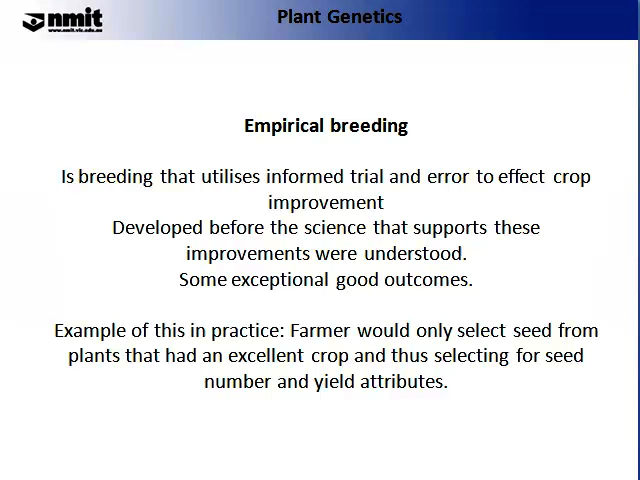 nmit
www.nmit.vic.edu.au
Plant Genetics
Empirical breeding
Is breeding that utilises informed trial and error to effect crop
improvement
Developed before the science that supports these
improvements were understood.
Some exceptional good outcomes.
Example of this in practice: Farmer would only select seed from
plants that had an excellent crop and thus selecting for seed
number and yield attributes.